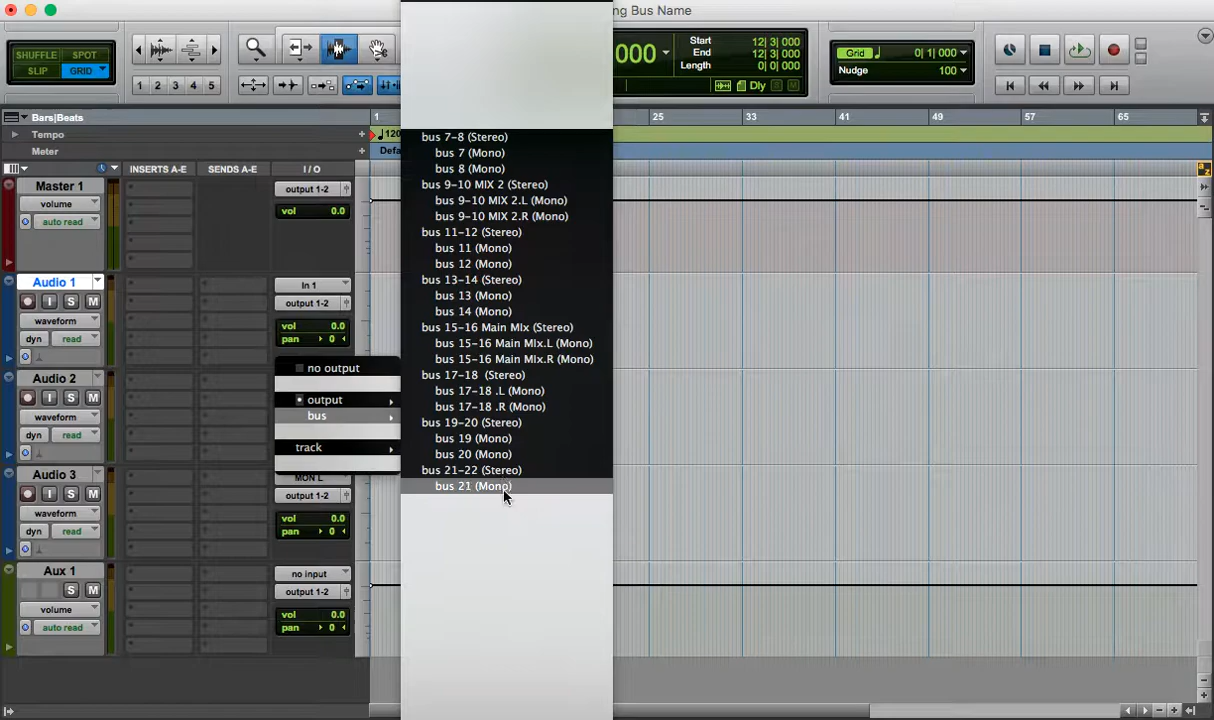 ng Bus Name
SHUFFLE SPOT
SLIP GRID
1 2 3 4 5
000
Start 12| 3| 000
End 12| 3| 000
Length 0| 0| 000
Dly S M
Grid 0| 1| 000
Nudge 100
Bars|Beats
1 25 33 41 49 57 65
Tempo + 120
Meter + Defa
INSERTS A-E SENDS A-E I / O
Master 1
volume
auto read
output 1-2
vol 0.0
Audio 1
I S M
waveform
dyn read
In 1
output 1-2
vol 0.0
pan 0
no output
output
bus
track
Audio 2
I S M
waveform
dyn read
Audio 3
I S M
waveform
dyn read
MON L
output 1-2
vol 0.0
pan 0
Aux 1
S M
volume
auto read
no input
output 1-2
vol 0.0
pan 0
bus 7-8 (Stereo)
bus 7 (Mono)
bus 8 (Mono)
bus 9-10 MIX 2 (Stereo)
bus 9-10 MIX 2.L (Mono)
bus 9-10 MIX 2.R (Mono)
bus 11-12 (Stereo)
bus 11 (Mono)
bus 12 (Mono)
bus 13-14 (Stereo)
bus 13 (Mono)
bus 14 (Mono)
bus 15-16 Main MIx (Stereo)
bus 15-16 Main MIx.L (Mono)
bus 15-16 Main MIx.R (Mono)
bus 17-18 (Stereo)
bus 17-18 .L (Mono)
bus 17-18 .R (Mono)
bus 19-20 (Stereo)
bus 19 (Mono)
bus 20 (Mono)
bus 21-22 (Stereo)
bus 21 (Mono)